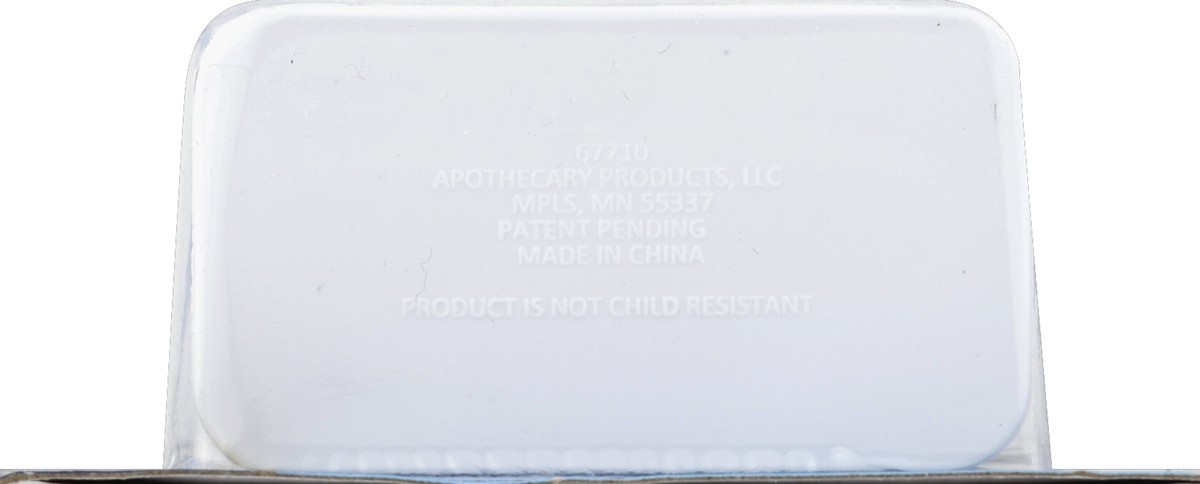 67710
APOTHECARY PRODUCTS, LLC
MPLS, MN 55337
PATENT PENDING
MADE IN CHINA
PRODUCT IS NOT CHILD RESISTANT